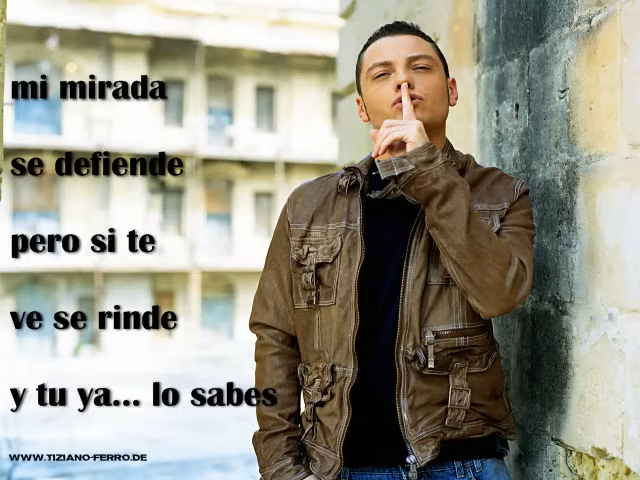 mi mirada
se defiende
pero si te
ve se rinde
y tu ya... lo sabes
WWW.TIZIANO-FERRO.DE